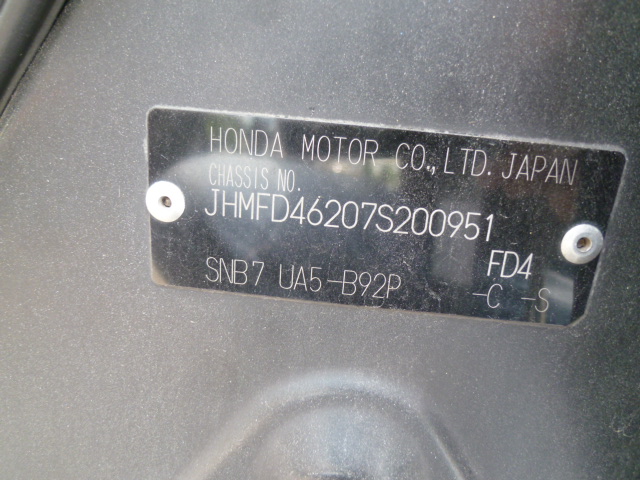 HONDA MOTOR CO.,LTD. JAPAN
CHASSIS NO.
JHMFD46207S200951
FD4
SNB7 UA5-B92P -C -S